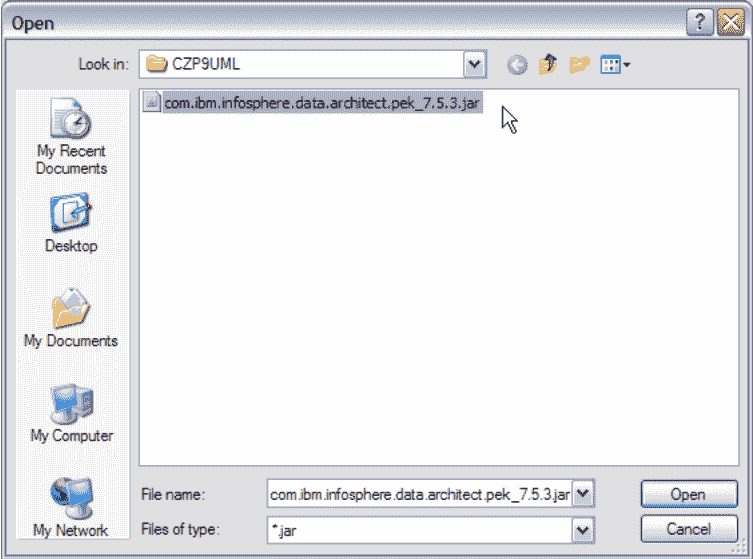 Open
Look in: CZP9UML
com.ibm.infosphere.data.architect.pek_7.5.3.jar
My Recent
Documents
Desktop
My Documents
My Computer
My Network
File name: com.ibm.infosphere.data.architect.pek_7.5.3.jar Open
Files of type: *.jar Cancel